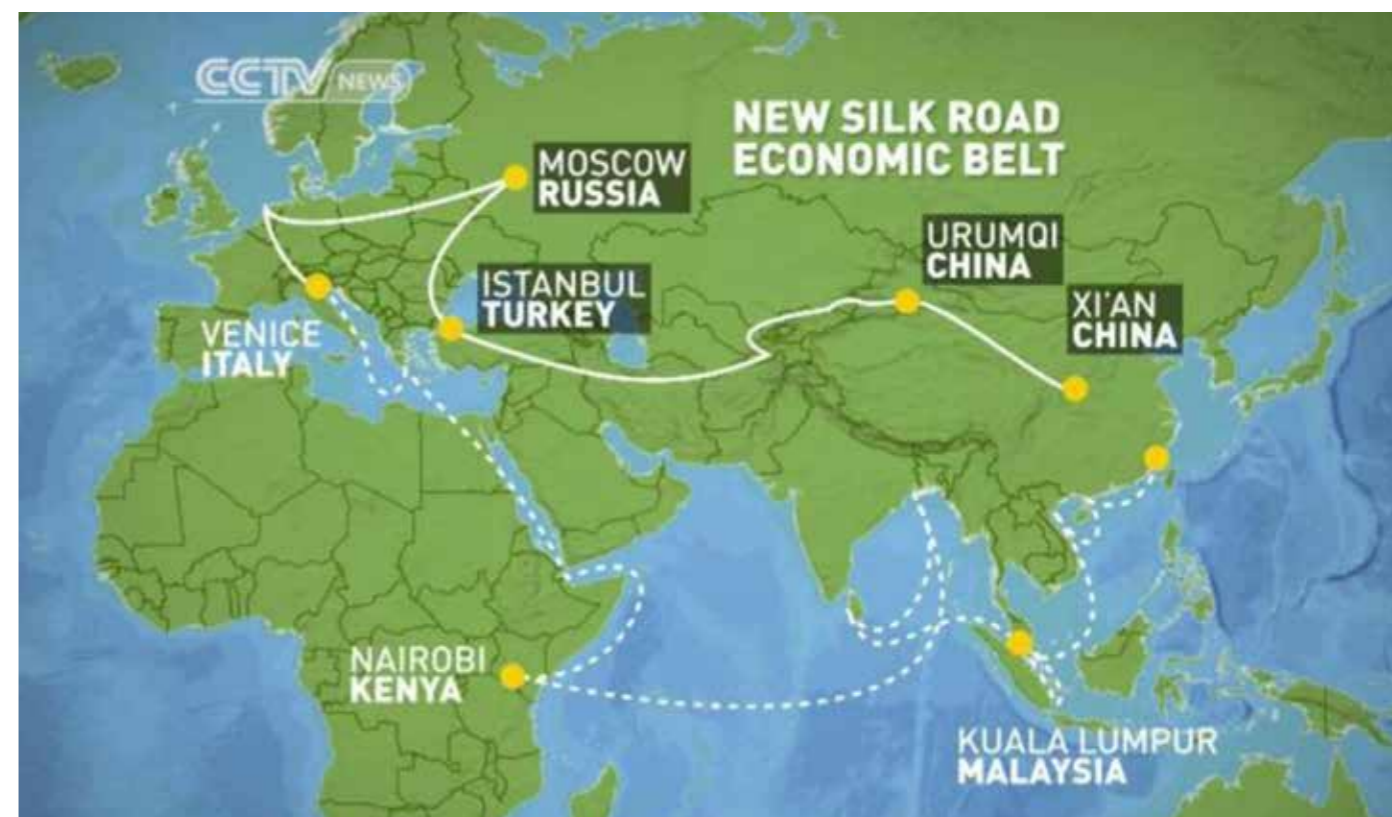 CCTV NEWS
NEW SILK ROAD
ECONOMIC BELT
MOSCOW
RUSSIA
URUMQI
CHINA
ISTANBUL
TURKEY
XI'AN
CHINA
VENICE
ITALY
NAIROBI
KENYA
KUALA LUMPUR
MALAYSIA